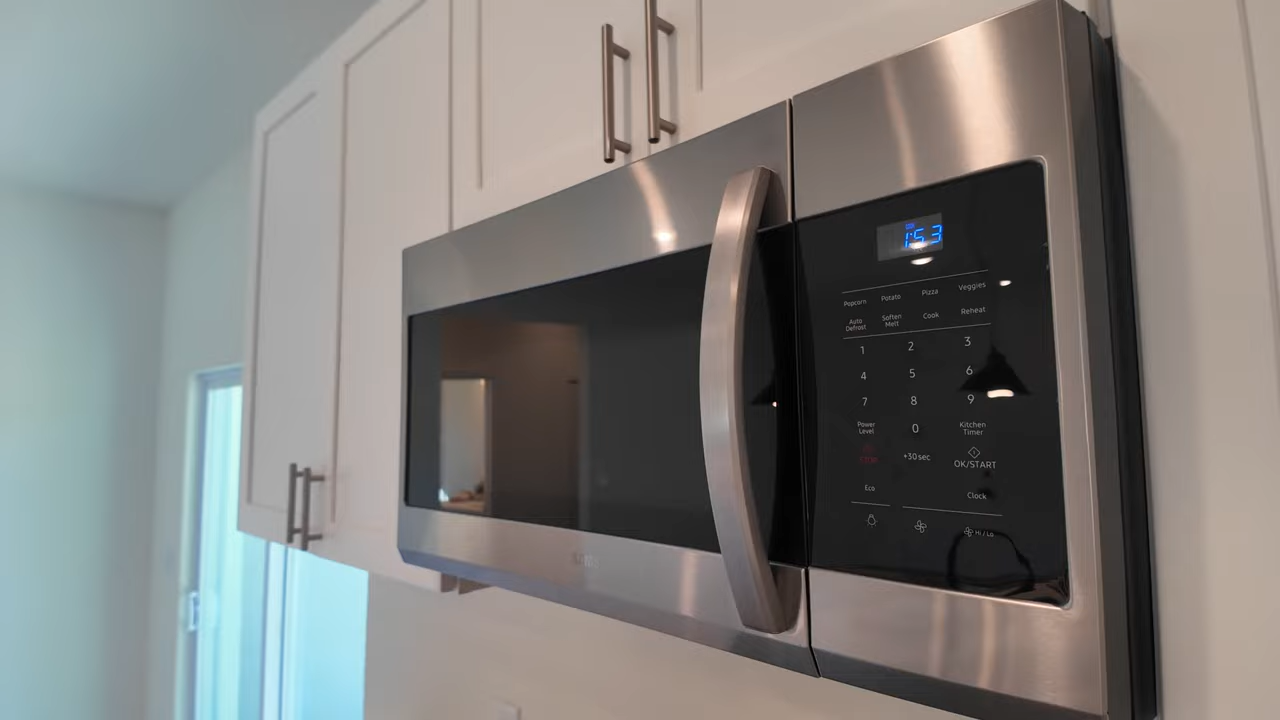 1:53
Popcorn Potato Pizza Veggies
Auto Defrost Soften Melt Cook Reheat
1 2 3
4 5 6
7 8 9
Power Level 0 Kitchen Timer
+30 sec OK/START
Eco Clock
Hi / Lo